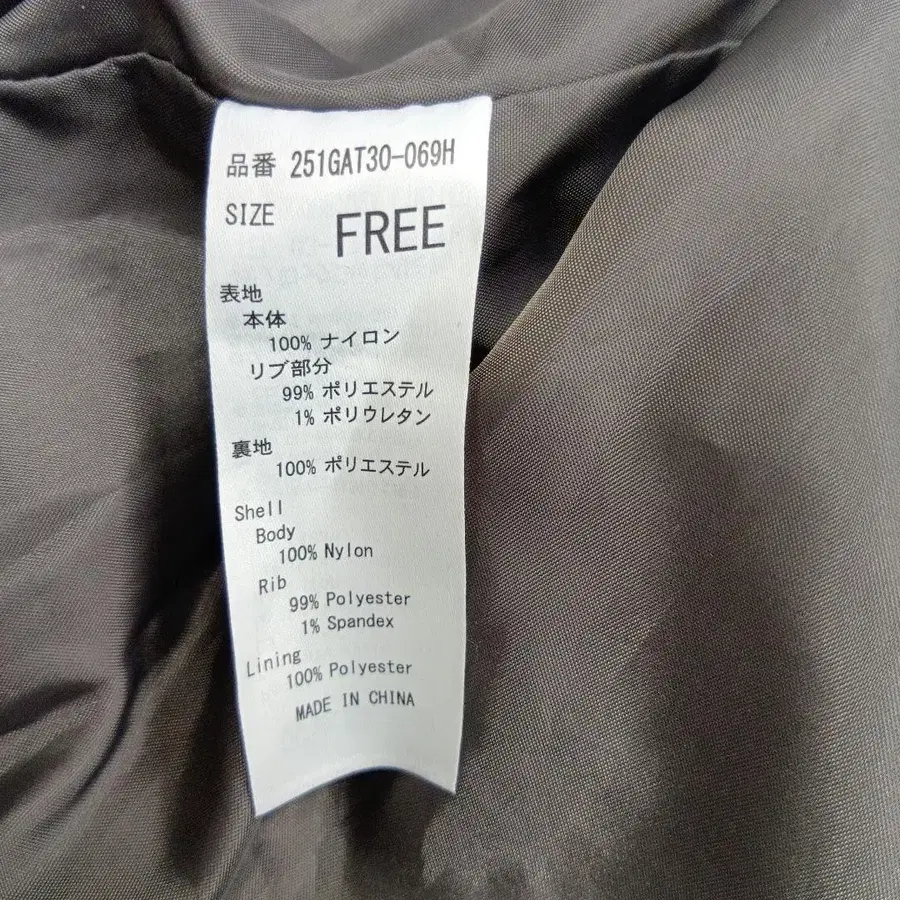 品番 251GAT30-069H
SIZE FREE
表地
本体
100% ナイロン
リブ部分
99% ポリエステル
1% ポリウレタン
裏地
100% ポリエステル
Shell
Body
100% Nylon
Rib
99% Polyester
1% Spandex
Lining
100% Polyester
MADE IN CHINA